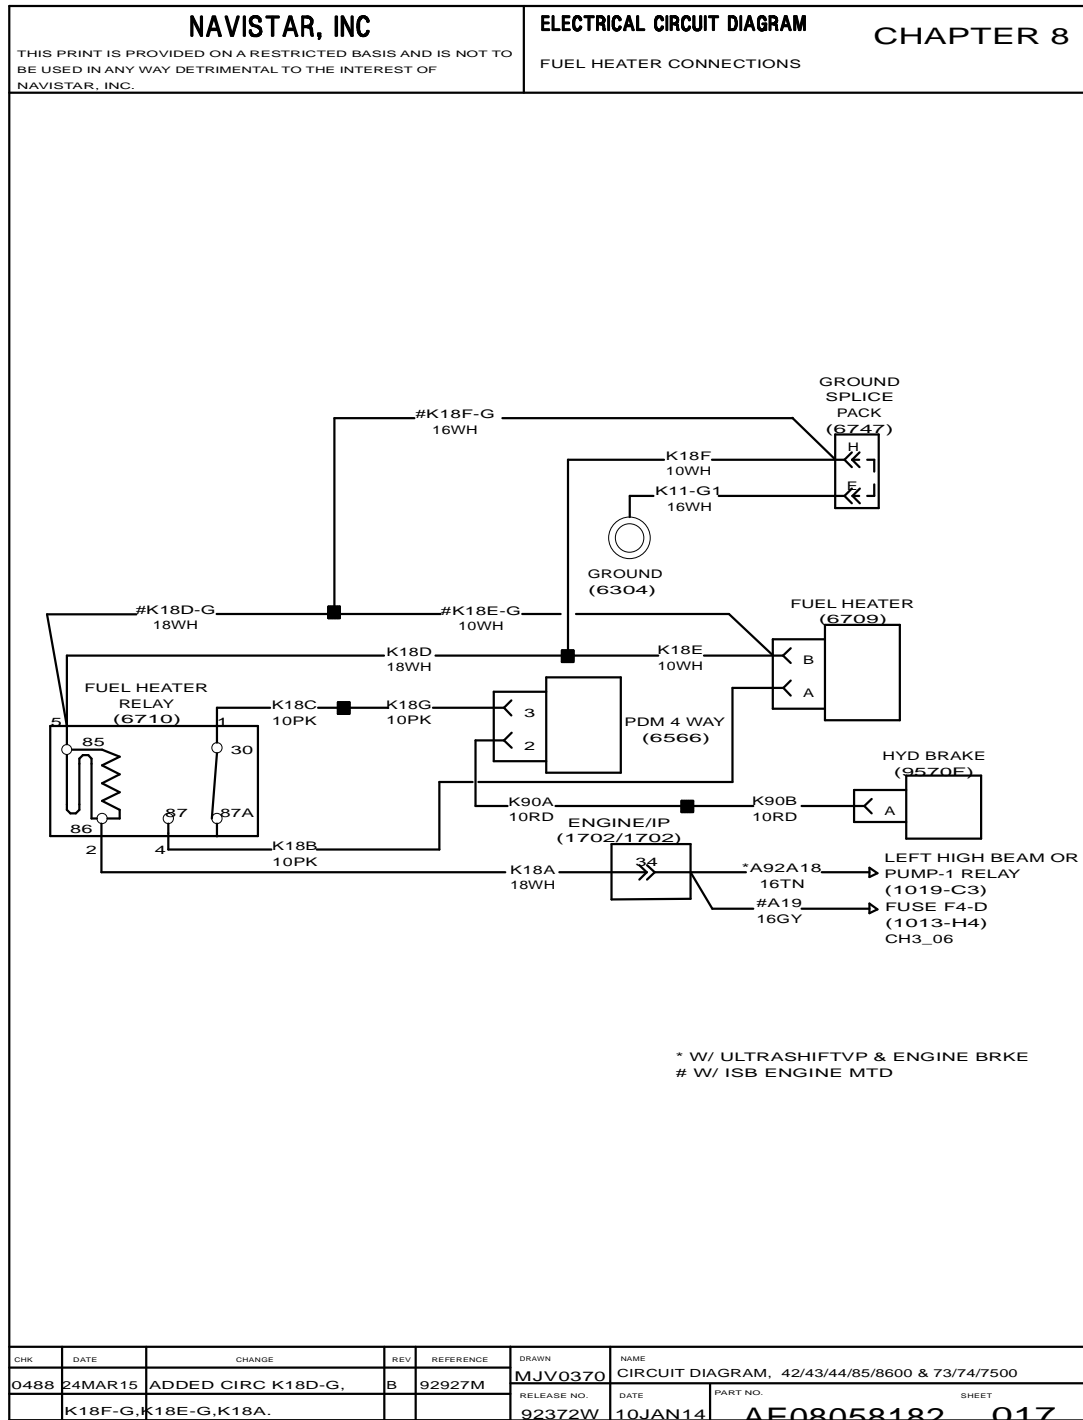 NAVISTAR, INC
THIS PRINT IS PROVIDED ON A RESTRICTED BASIS AND IS NOT TO
BE USED IN ANY WAY DETRIMENTAL TO THE INTEREST OF
NAVISTAR, INC.
ELECTRICAL CIRCUIT DIAGRAM
FUEL HEATER CONNECTIONS
CHAPTER 8
GROUND
SPLICE
PACK
(6747)
#K18F-G
16WH
H
K18F
10WH
E
K11-G1
16WH
GROUND
(6304)
#K18D-G
18WH
#K18E-G
10WH
FUEL HEATER
(6709)
K18D
18WH
K18E
10WH
B
A
FUEL HEATER
RELAY
(6710)
K18C
10PK
K18G
10PK
3
2
PDM 4 WAY
(6566)
5
1
85
30
86
87
87A
2
4
HYD BRAKE
(9570F)
K90A
10RD
K90B
10RD
A
ENGINE/IP
(1702/1702)
34
K18B
10PK
K18A
18WH
*A92A18
16TN
#A19
16GY
LEFT HIGH BEAM OR
PUMP-1 RELAY
(1019-C3)
FUSE F4-D
(1013-H4)
CH3_06
* W/ ULTRASHIFTVP & ENGINE BRKE
# W/ ISB ENGINE MTD
CHK DATE CHANGE REV REFERENCE
0488 24MAR15 ADDED CIRC K18D-G, B 92927M
K18F-G,K18E-G,K18A.
DRAWN
MJV0370
NAME
CIRCUIT DIAGRAM, 42/43/44/85/8600 & 73/74/7500
RELEASE NO.
92372W
DATE
10JAN14
PART NO.
AE08058182
SHEET
017